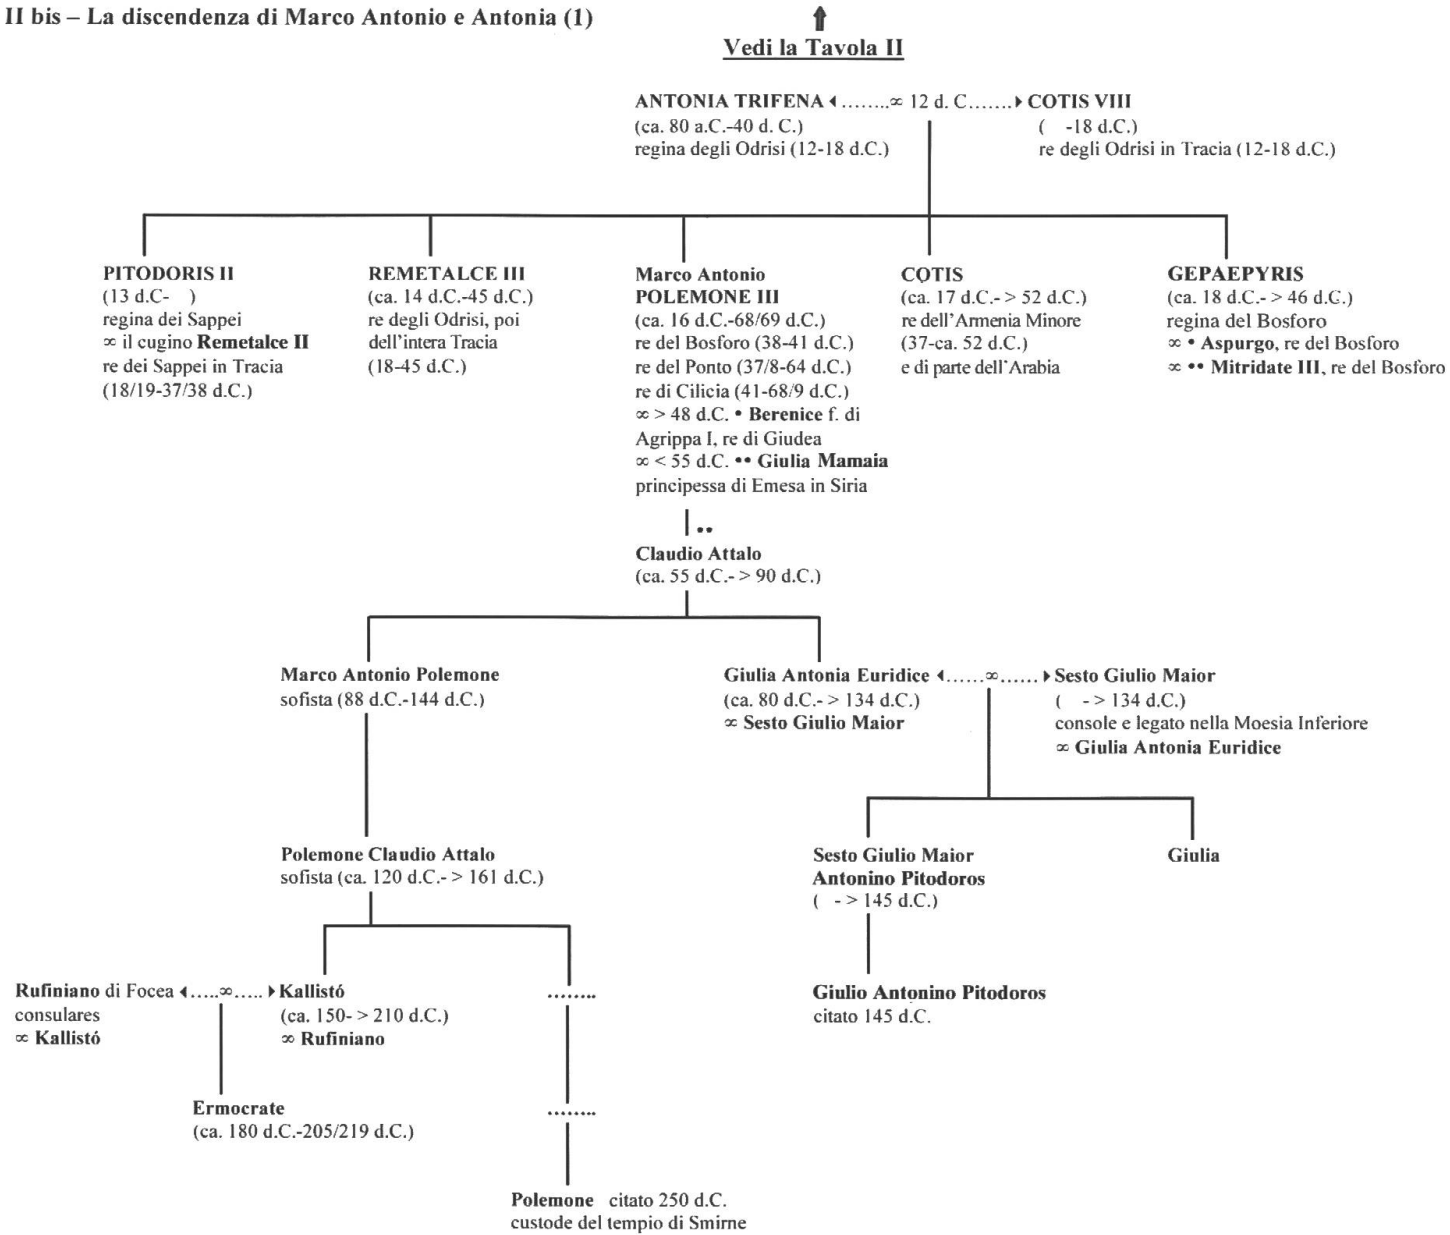 II bis – La discendenza di Marco Antonio e Antonia (1)
Vedi la Tavola II
ANTONIA TRIFENA ........∞ 12 d. C....... COTIS VIII
(ca. 80 a.C.-40 d. C.)
regina degli Odrisi (12-18 d.C.)
( -18 d.C.)
re degli Odrisi in Tracia (12-18 d.C.)
PITODORIS II
(13 d.C- )
regina dei Sappei
∞ il cugino Remetalce II
re dei Sappei in Tracia
(18/19-37/38 d.C.)
REMETALCE III
(ca. 14 d.C.-45 d.C.)
re degli Odrisi, poi
dell'intera Tracia
(18-45 d.C.)
Marco Antonio
POLEMONE III
(ca. 16 d.C.-68/69 d.C.)
re del Bosforo (38-41 d.C.)
re del Ponto (37/8-64 d.C.)
re di Cilicia (41-68/9 d.C.)
∞ > 48 d.C. • Berenice f. di
Agrippa I, re di Giudea
∞ < 55 d.C. •• Giulia Mamaia
principessa di Emesa in Siria
COTIS
(ca. 17 d.C.- > 52 d.C.)
re dell'Armenia Minore
(37-ca. 52 d.C.)
e di parte dell'Arabia
GEPAEPYRIS
(ca. 18 d.C.- > 46 d.C.)
regina del Bosforo
∞ • Aspurgo, re del Bosforo
∞ •• Mitridate III, re del Bosforo
••
Claudio Attalo
(ca. 55 d.C.- > 90 d.C.)
Marco Antonio Polemone
sofista (88 d.C.-144 d.C.)
Giulia Antonia Euridice ......∞...... Sesto Giulio Maior
(ca. 80 d.C.- > 134 d.C.)
∞ Sesto Giulio Maior
( - > 134 d.C.)
console e legato nella Moesia Inferiore
∞ Giulia Antonia Euridice
Polemone Claudio Attalo
sofista (ca. 120 d.C.- > 161 d.C.)
Sesto Giulio Maior
Antonino Pitodoros
( - > 145 d.C.)
Giulia
Rufiniano di Focea .....∞..... Kallistó
consulares
∞ Kallistó
(ca. 150- > 210 d.C.)
∞ Rufiniano
........
Giulio Antonino Pitodoros
citato 145 d.C.
Ermocrate
(ca. 180 d.C.-205/219 d.C.)
........
Polemone citato 250 d.C.
custode del tempio di Smirne